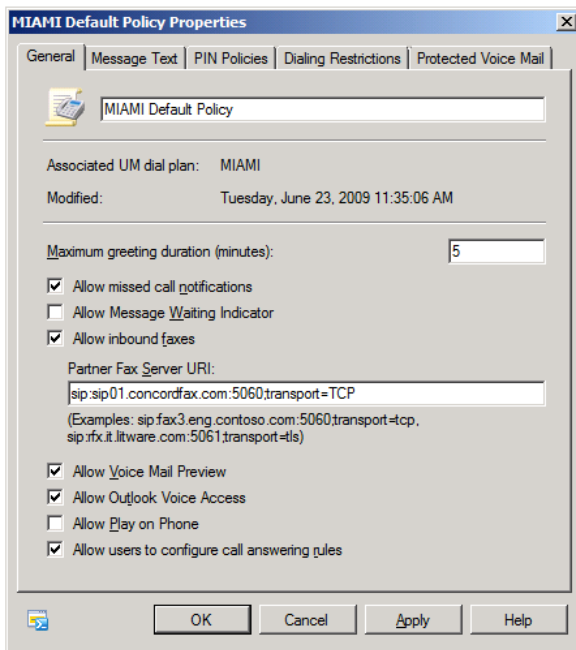 MIAMI Default Policy Properties
General Message Text PIN Policies Dialing Restrictions Protected Voice Mail
MIAMI Default Policy
Associated UM dial plan: MIAMI
Modified: Tuesday, June 23, 2009 11:35:06 AM
Maximum greeting duration (minutes): 5
Allow missed call notifications
Allow Message Waiting Indicator
Allow inbound faxes
Partner Fax Server URI:
sip:sip01.concordfax.com:5060;transport=TCP
(Examples: sip:fax3.eng.contoso.com:5060;transport=tcp,
sip:rfx.it.litware.com:5061;transport=tls)
Allow Voice Mail Preview
Allow Outlook Voice Access
Allow Play on Phone
Allow users to configure call answering rules
OK Cancel Apply Help